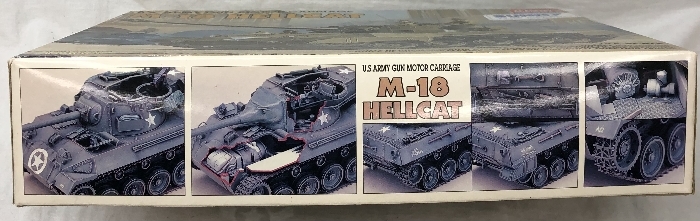 U.S ARMY GUN MOTOR CARRIAGE
M-18
HELLCAT